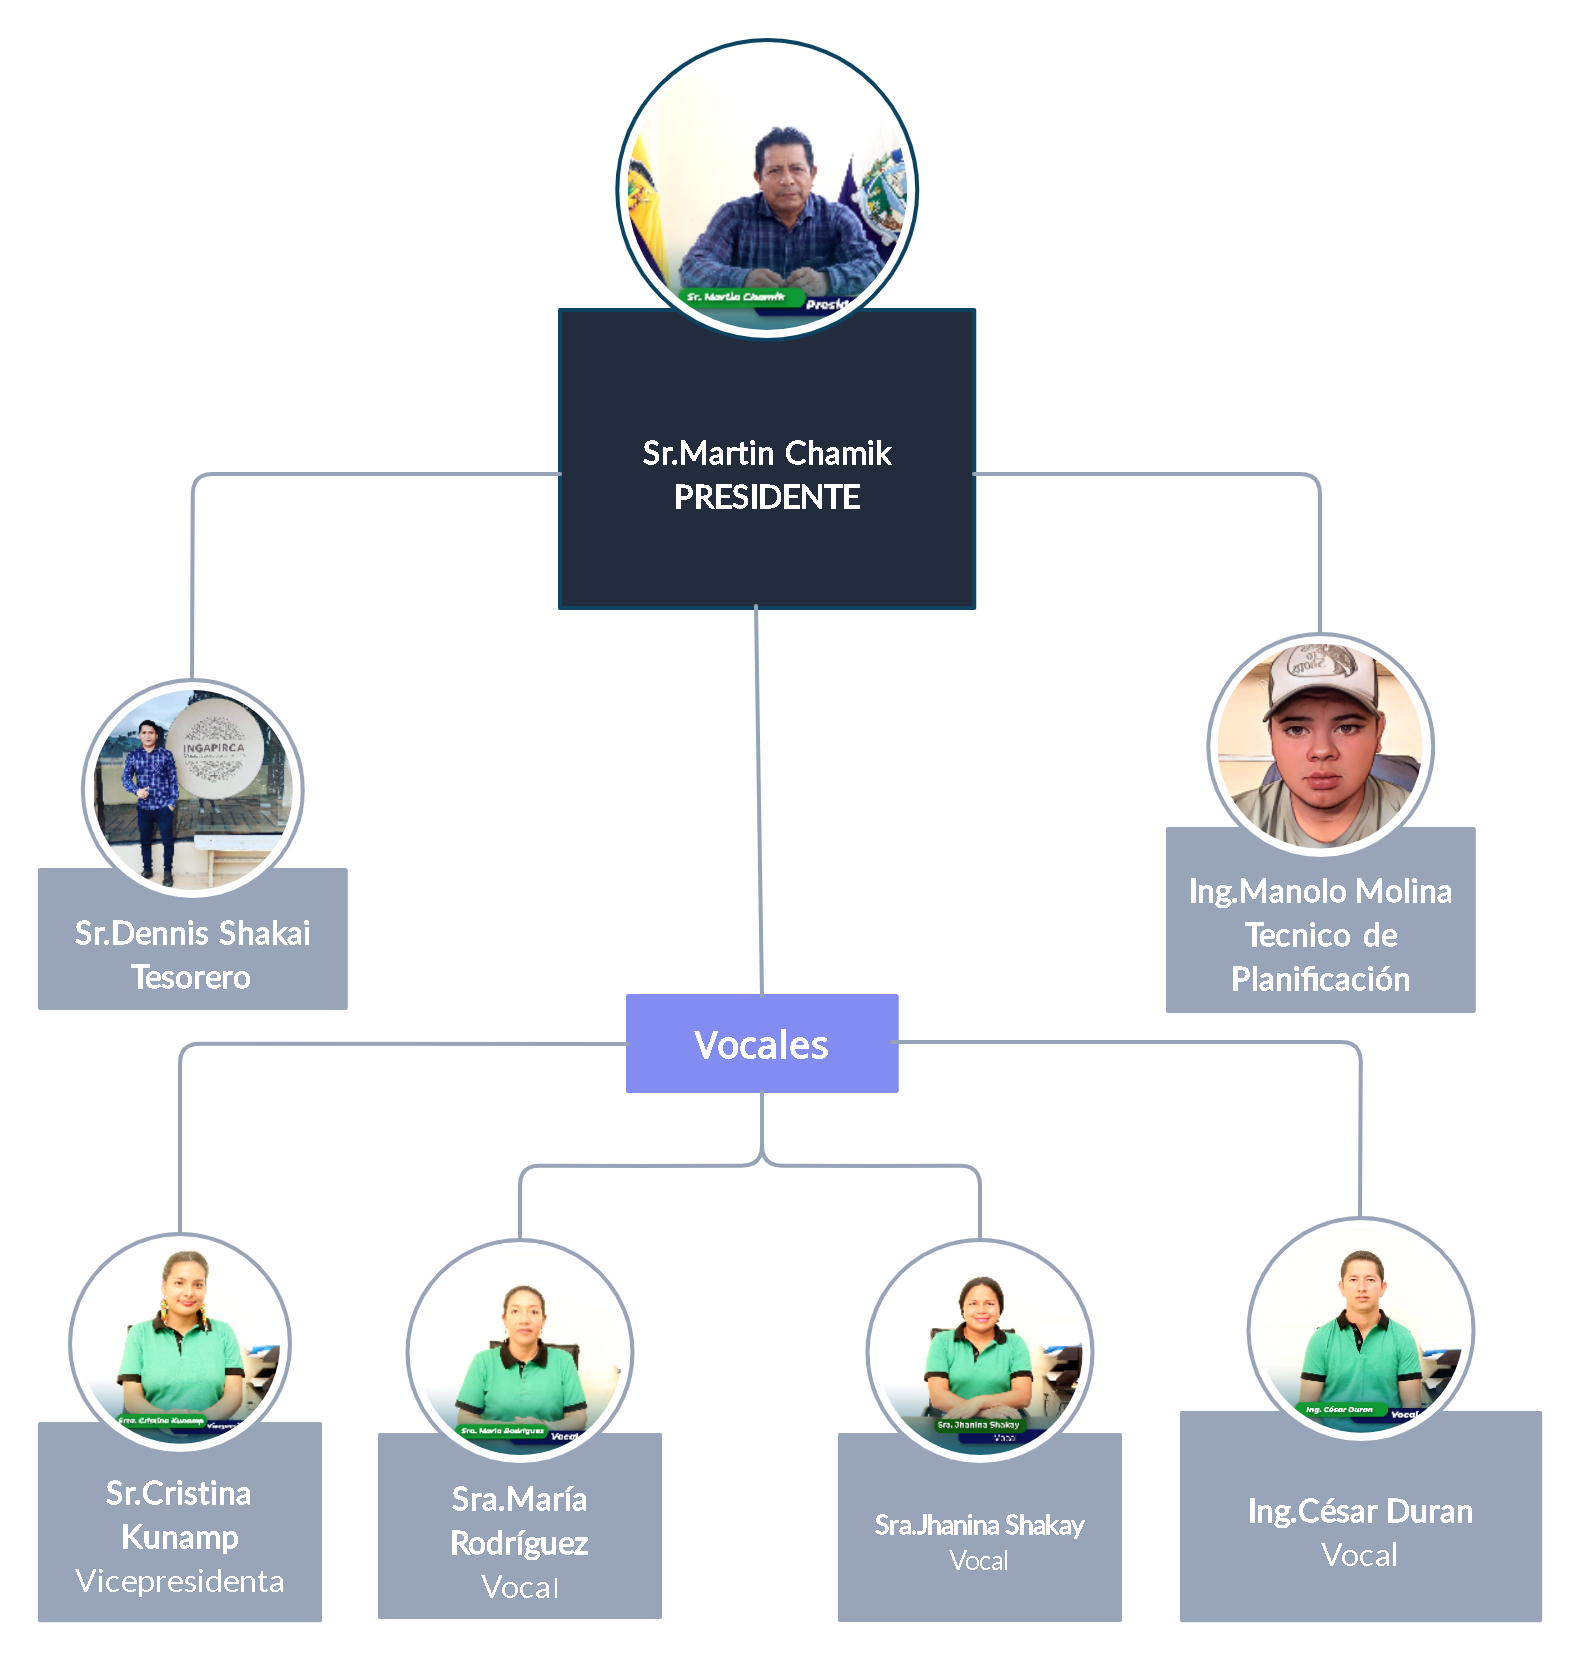 Sr. Martin Chamik
Sr.Martin Chamik
PRESIDENTE
INGAPIRCA
Sr.Dennis Shakai
Tesorero
Ing.Manolo Molina
Tecnico de
Planificación
Vocales
Srta. Cristina Kunamp
Sr.Cristina
Kunamp
Vicepresidenta
Sra. María Rodríguez
Vocal
Sra.María
Rodríguez
Vocal
Sra. Jhanina Shakay
Vocal
Sra.Jhanina Shakay
Vocal
Ing. César Duran
Vocal
Ing.César Duran
Vocal